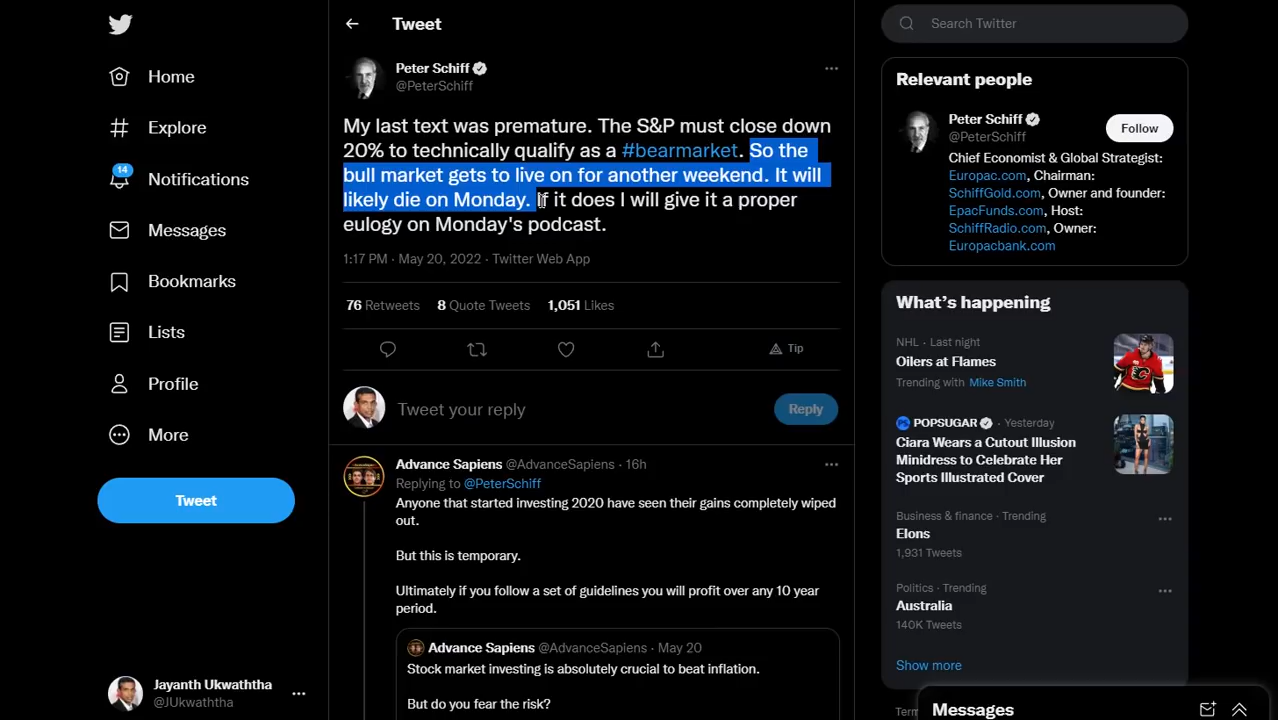 Home
Explore
14
Notifications
Messages
Bookmarks
Lists
Profile
More
Tweet
Jayanth Ukwaththa
@JUkwaththa
Tweet
Peter Schiff
@PeterSchiff
My last text was premature. The S&P must close down
20% to technically qualify as a #bearmarket. So the
bull market gets to live on for another weekend. It will
likely die on Monday. If it does I will give it a proper
eulogy on Monday's podcast.
1:17 PM · May 20, 2022 · Twitter Web App
76 Retweets 8 Quote Tweets 1,051 Likes
Tip
Tweet your reply
Reply
Advance Sapiens @AdvanceSapiens · 16h
Replying to @PeterSchiff
Anyone that started investing 2020 have seen their gains completely wiped
out.
But this is temporary.
Ultimately if you follow a set of guidelines you will profit over any 10 year
period.
Advance Sapiens @AdvanceSapiens · May 20
Stock market investing is absolutely crucial to beat inflation.
But do you fear the risk?
Search Twitter
Relevant people
Peter Schiff
@PeterSchiff
Follow
Chief Economist & Global Strategist:
Europac.com, Chairman:
SchiffGold.com, Owner and founder:
EpacFunds.com, Host:
SchiffRadio.com, Owner:
Europacbank.com
What's happening
NHL · Last night
Oilers at Flames
Trending with Mike Smith
POPSUGAR · Yesterday
Ciara Wears a Cutout Illusion
Minidress to Celebrate Her
Sports Illustrated Cover
Business & finance · Trending
Elons
1,931 Tweets
Politics · Trending
Australia
140K Tweets
Show more
Messages